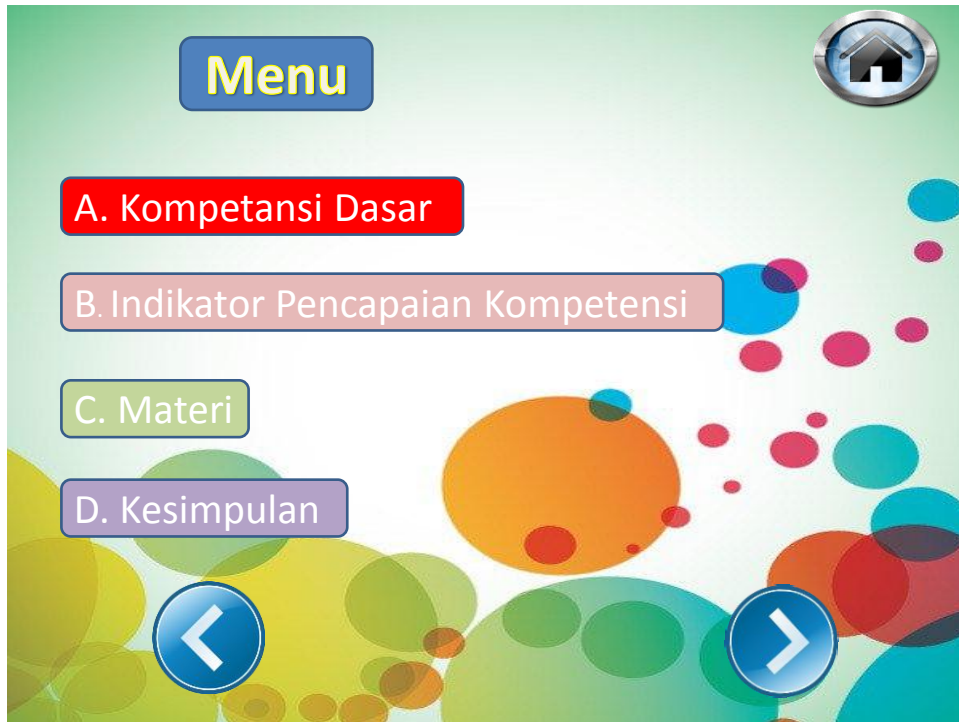 Menu
A. Kompetansi Dasar
B. Indikator Pencapaian Kompetensi
C. Materi
D. Kesimpulan